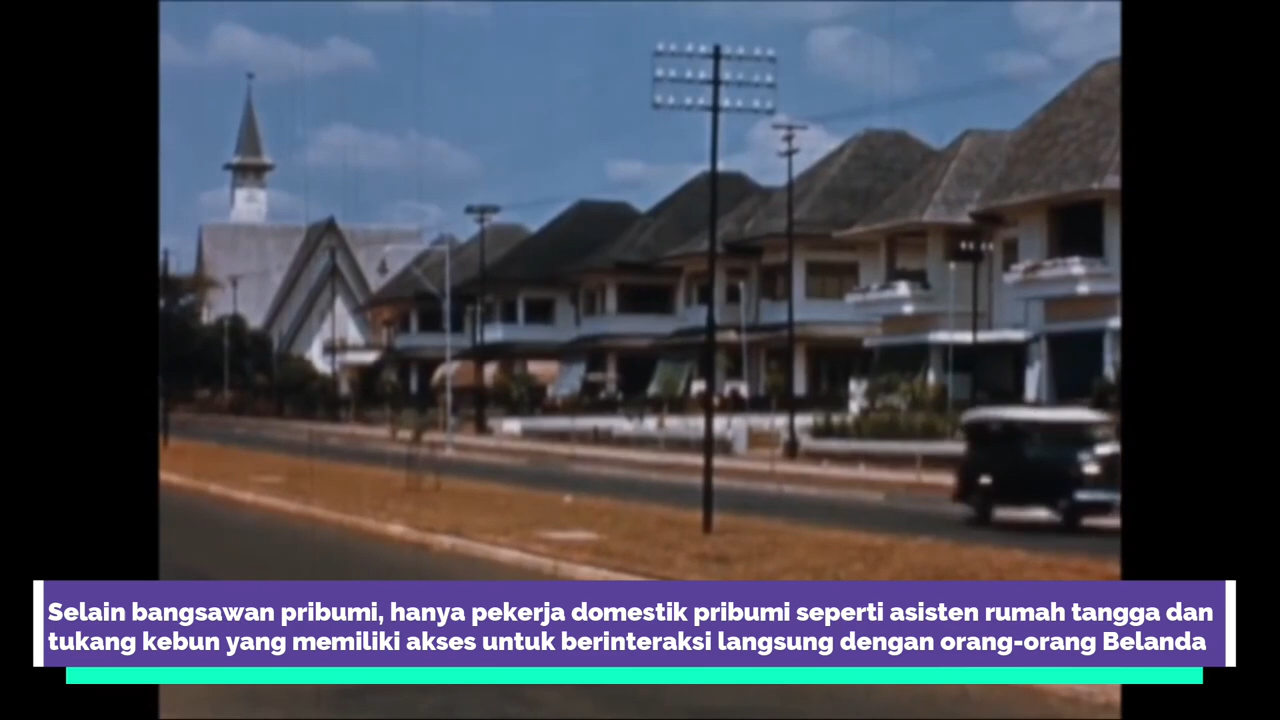 Selain bangsawan pribumi, hanya pekerja domestik pribumi seperti asisten rumah tangga dan
tukang kebun yang memiliki akses untuk berinteraksi langsung dengan orang-orang Belanda